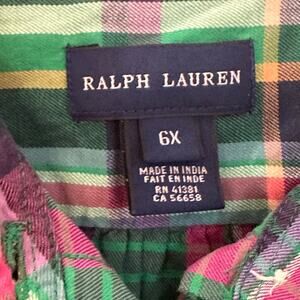 RALPH LAUREN
6X
MADE IN INDIA
FAIT EN INDE
RN 41381
CA 56658